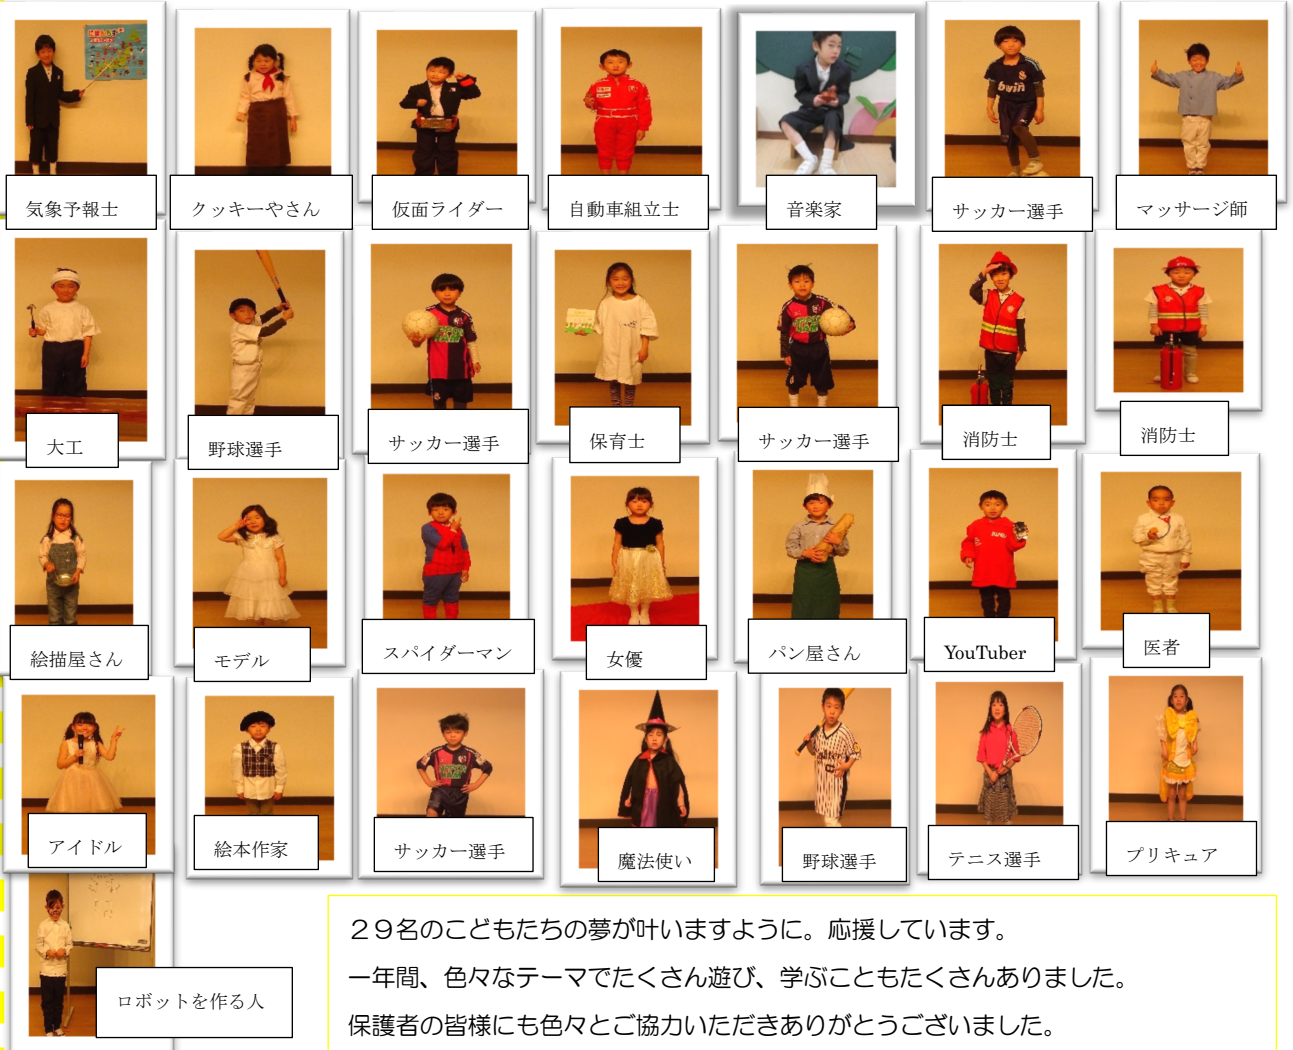 気象予報士
クッキーやさん
仮面ライダー
自動車組立士
音楽家
bwin
サッカー選手
マッサージ師
大工
野球選手
サッカー選手
保育士
サッカー選手
消防士
消防士
絵描屋さん
モデル
スパイダーマン
女優
パン屋さん
YouTuber
医者
アイドル
絵本作家
サッカー選手
魔法使い
野球選手
テニス選手
プリキュア
ロボットを作る人
２９名のこどもたちの夢が叶いますように。応援しています。
一年間、色々なテーマでたくさん遊び、学ぶこともたくさんありました。
保護者の皆様にも色々とご協力いただきありがとうございました。